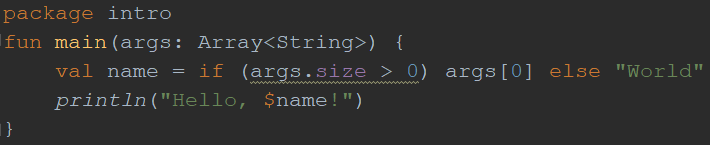 package intro
fun main(args: Array<String>) {
    val name = if (args.size > 0) args[0] else "World"
    println("Hello, $name!")
}